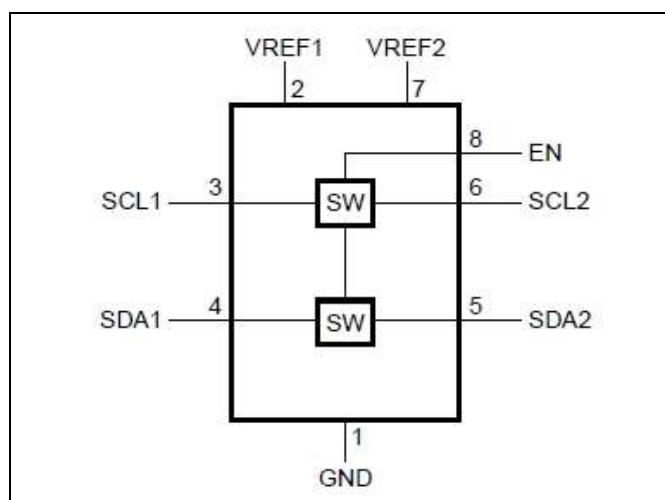 VREF1 VREF2
2 7
8 EN
SCL1 3 SW 6 SCL2
SDA1 4 SW 5 SDA2
1
GND